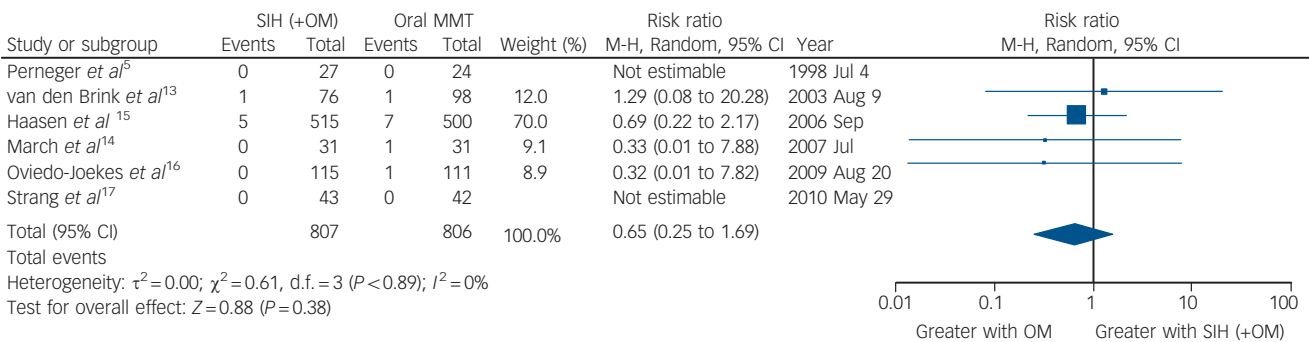 SIH (+OM) Oral MMT Risk ratio Risk ratio
Study or subgroup Events Total Events Total Weight (%) M-H, Random, 95% CI Year M-H, Random, 95% CI
Perneger et al⁵ 0 27 0 24 Not estimable 1998 Jul 4
van den Brink et al¹³ 1 76 1 98 12.0 1.29 (0.08 to 20.28) 2003 Aug 9
Haasen et al ¹⁵ 5 515 7 500 70.0 0.69 (0.22 to 2.17) 2006 Sep
March et al¹⁴ 0 31 1 31 9.1 0.33 (0.01 to 7.88) 2007 Jul
Oviedo-Joekes et al¹⁶ 0 115 1 111 8.9 0.32 (0.01 to 7.82) 2009 Aug 20
Strang et al¹⁷ 0 43 0 42 Not estimable 2010 May 29
Total (95% CI) 807 806 100.0% 0.65 (0.25 to 1.69)
Total events
Heterogeneity: τ² = 0.00; χ² = 0.61, d.f. = 3 (P < 0.89); I² = 0%
Test for overall effect: Z = 0.88 (P = 0.38)
0.01 0.1 1 10 100
Greater with OM Greater with SIH (+OM)